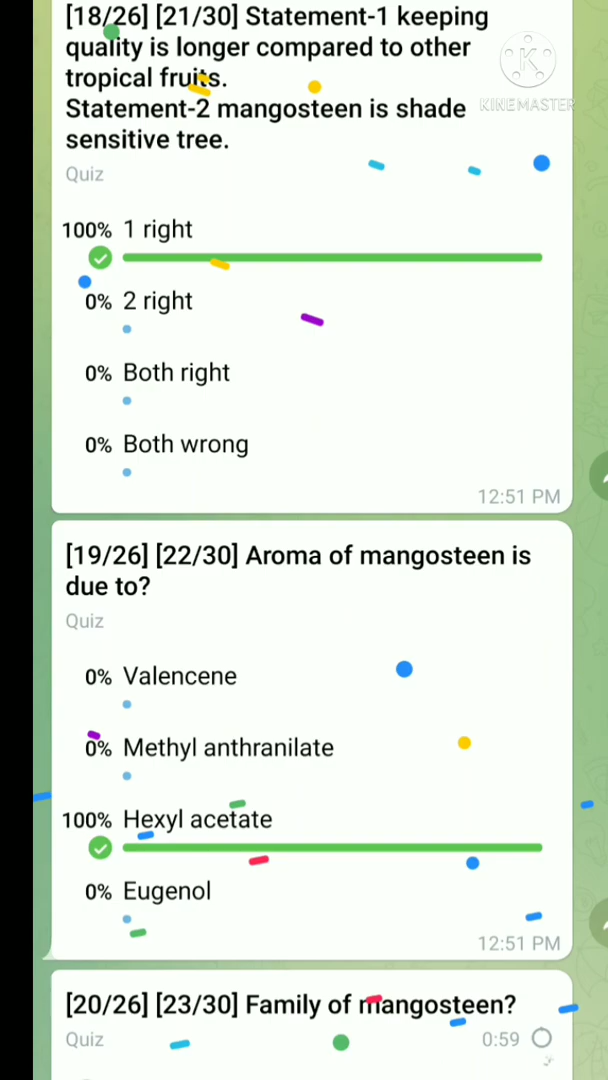 [18/26] [21/30] Statement-1 keeping
quality is longer compared to other
tropical fruits.
Statement-2 mangosteen is shade
sensitive tree.
K
KINEMASTER
Quiz
100% 1 right
0% 2 right
0% Both right
0% Both wrong
12:51 PM
[19/26] [22/30] Aroma of mangosteen is
due to?
Quiz
0% Valencene
0% Methyl anthranilate
100% Hexyl acetate
0% Eugenol
12:51 PM
[20/26] [23/30] Family of mangosteen?
Quiz
0:59